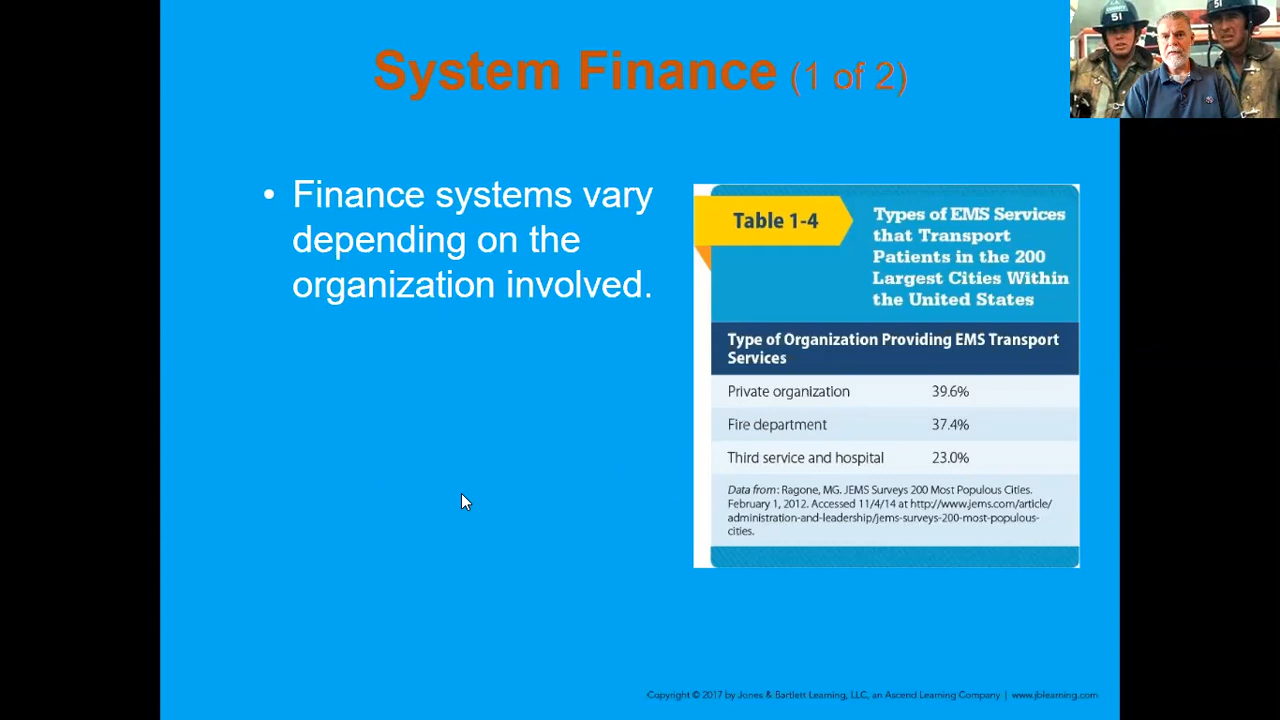 System Finance (1 of 2)
• Finance systems vary
depending on the
organization involved.
Table 1-4
Types of EMS Services
that Transport
Patients in the 200
Largest Cities Within
the United States
Type of Organization Providing EMS Transport
Services
Private organization 39.6%
Fire department 37.4%
Third service and hospital 23.0%
Data from: Ragone, MG. JEMS Surveys 200 Most Populous Cities.
February 1, 2012. Accessed 11/4/14 at http://www.jems.com/article/
administration-and-leadership/jems-surveys-200-most-populous-
cities.
51
51
Copyright © 2017 by Jones & Bartlett Learning, LLC, an Ascend Learning Company | www.jblearning.com